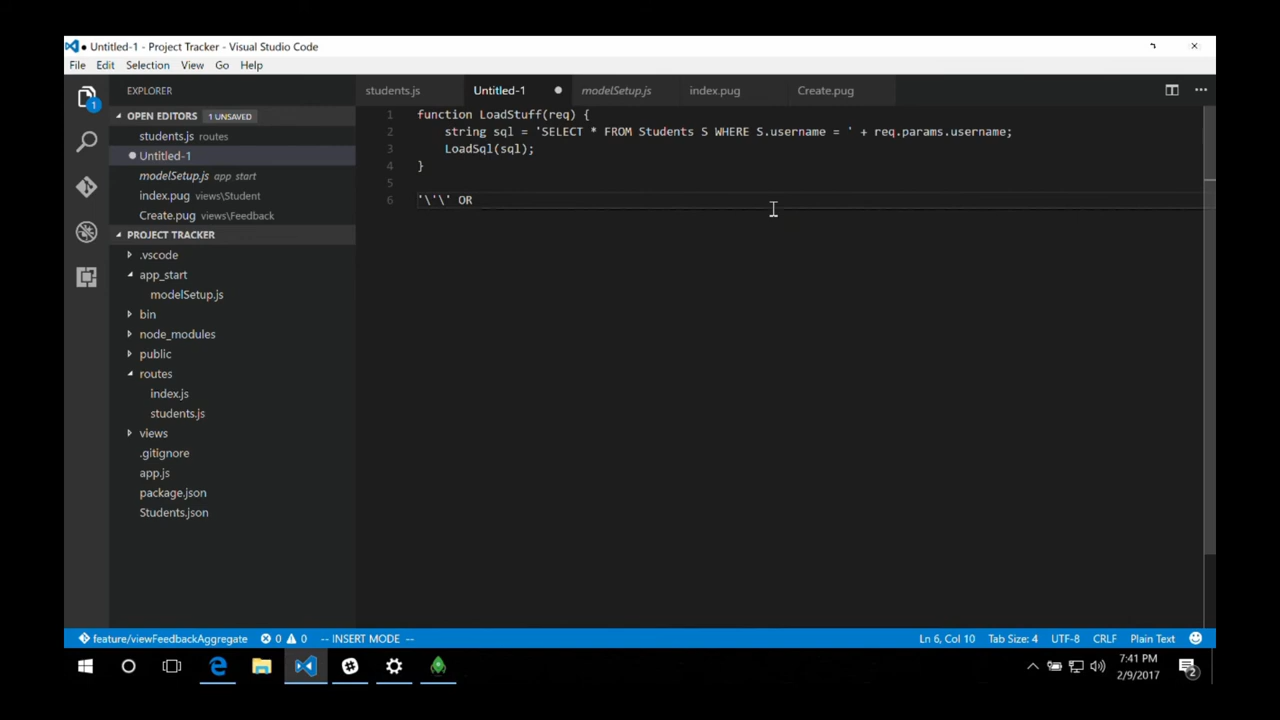 Untitled-1 - Project Tracker - Visual Studio Code
File Edit Selection View Go Help
EXPLORER
students.js Untitled-1 modelSetup.js index.pug Create.pug
OPEN EDITORS 1 UNSAVED
students.js routes
Untitled-1
modelSetup.js app start
index.pug views\Student
Create.pug views\Feedback
PROJECT TRACKER
.vscode
app_start
modelSetup.js
bin
node_modules
public
routes
index.js
students.js
views
.gitignore
app.js
package.json
Students.json
1 function LoadStuff(req) {
2 string sql = 'SELECT * FROM Students S WHERE S.username = ' + req.params.username;
3 LoadSql(sql);
4 }
5
6 '\'\' OR
1
feature/viewFeedbackAggregate 0 0 -- INSERT MODE -- Ln 6, Col 10 Tab Size: 4 UTF-8 CRLF Plain Text
7:41 PM
2/9/2017
2